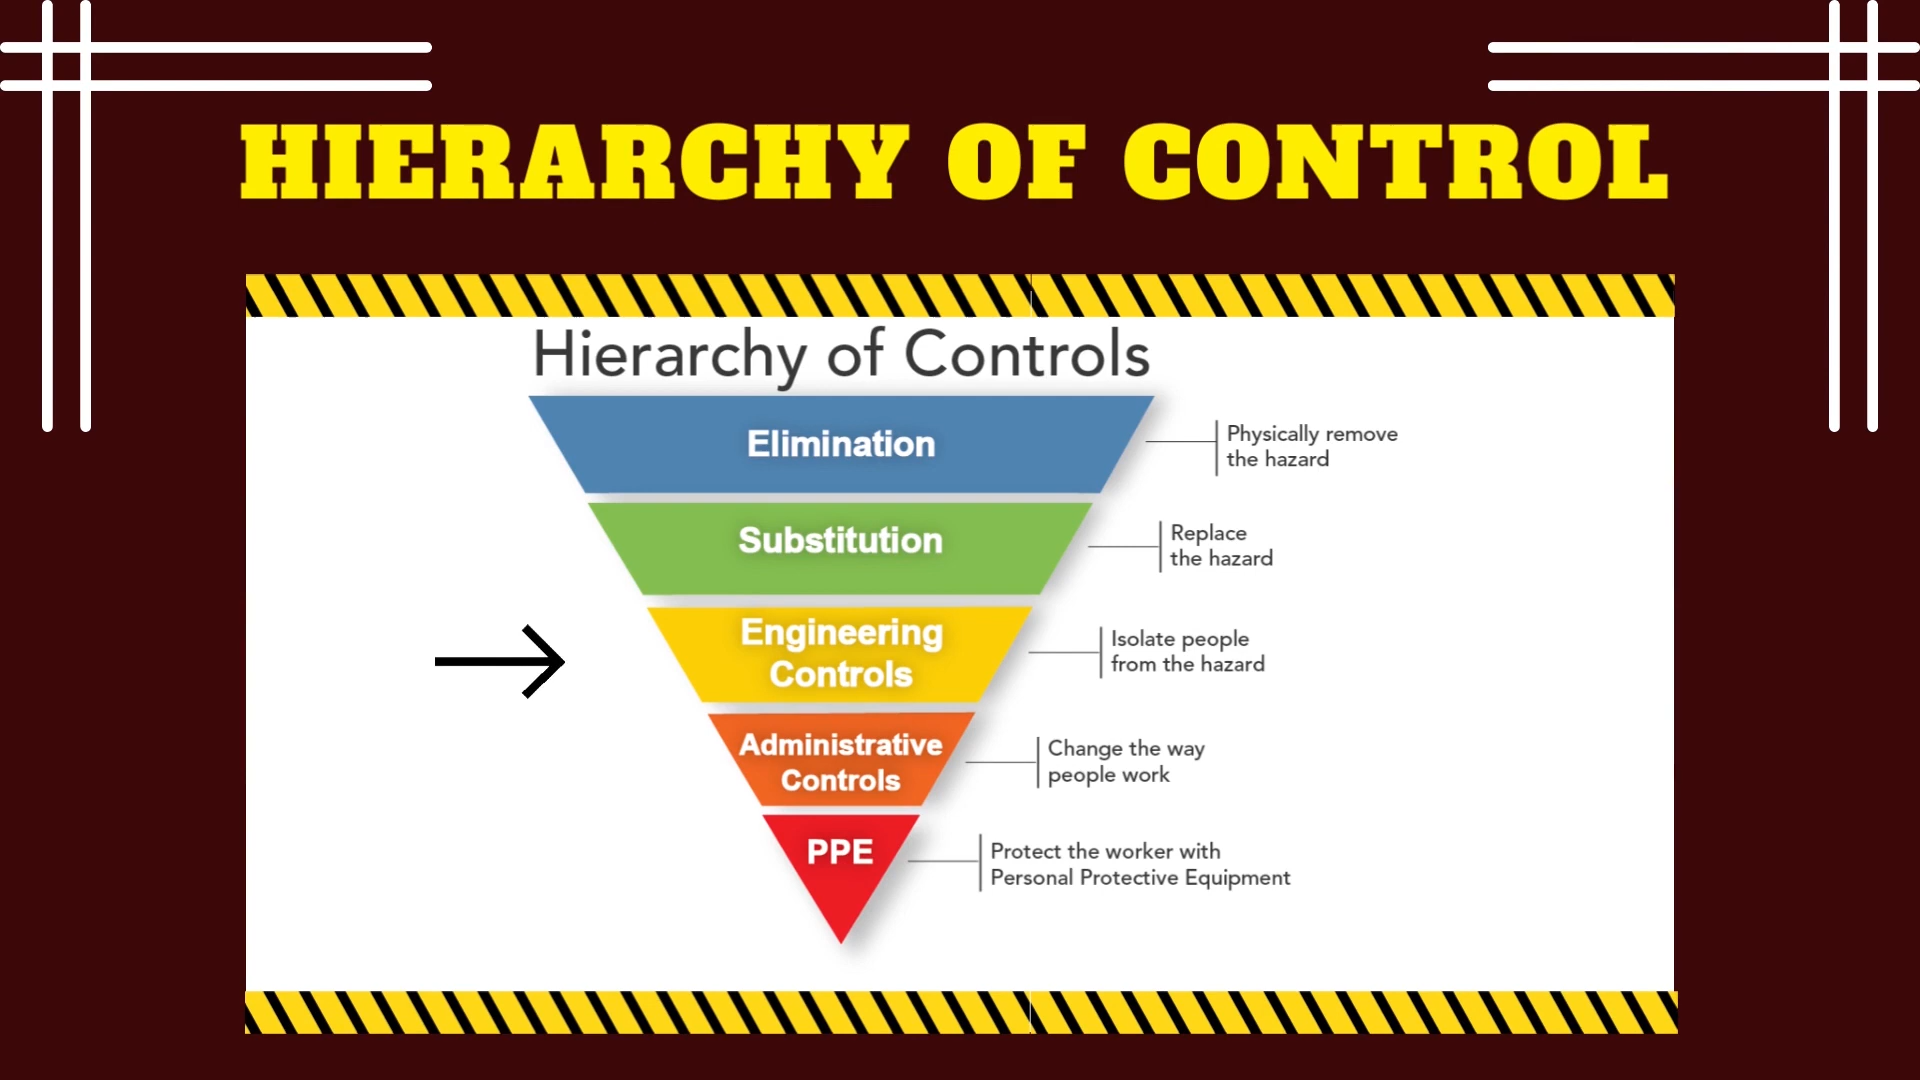 HIERARCHY OF CONTROL
Hierarchy of Controls
Elimination
Physically remove
the hazard
Substitution
Replace
the hazard
Engineering
Controls
Isolate people
from the hazard
Administrative
Controls
Change the way
people work
PPE
Protect the worker with
Personal Protective Equipment